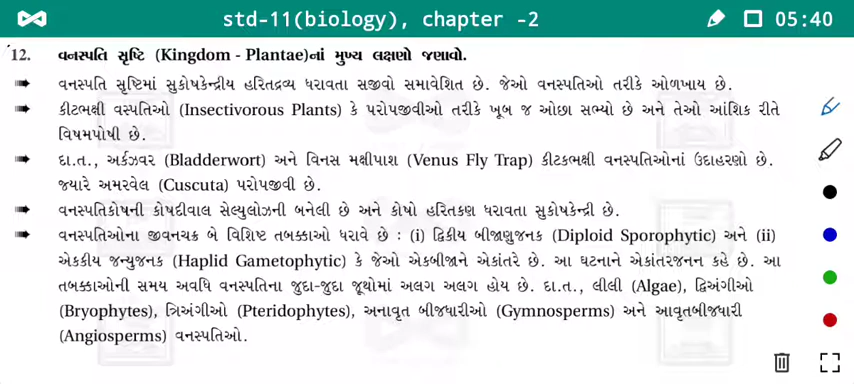 std-11(biology), chapter -2
05:40
12. વનસ્પતિ સૃષ્ટિ (Kingdom - Plantae)નાં મુખ્ય લક્ષણો જણાવો.
➠ વનસ્પતિ સૃષ્ટિમાં સુકોષકેન્દ્રીય હરિતદ્રવ્ય ધરાવતા સજીવો સમાવેશિત છે. જેઓ વનસ્પતિઓ તરીકે ઓળખાય છે.
➠ કીટભક્ષી વસ્પતિઓ (Insectivorous Plants) કે પરોપજીવીઓ તરીકે ખૂબ જ ઓછા સભ્યો છે અને તેઓ આંશિક રીતે
વિષમપોષી છે.
➠ દા.ત., અર્કઝવર (Bladderwort) અને વિનસ મક્ષીપાશ (Venus Fly Trap) કીટકભક્ષી વનસ્પતિઓનાં ઉદાહરણો છે.
જ્યારે અમરવેલ (Cuscuta) પરોપજીવી છે.
➠ વનસ્પતિકોષની કોષદીવાલ સેલ્યુલોઝની બનેલી છે અને કોષો હરિતકણ ધરાવતા સુકોષકેન્દ્રી છે.
➠ વનસ્પતિઓના જીવનચક્ર બે વિશિષ્ટ તબક્કાઓ ધરાવે છે : (i) દ્વિકીય બીજાણુજનક (Diploid Sporophytic) અને (ii)
એકકીય જન્યુજનક (Haplid Gametophytic) કે જેઓ એકબીજાને એકાંતરે છે. આ ઘટનાને એકાંતરજનન કહે છે. આ
તબક્કાઓની સમય અવધિ વનસ્પતિના જુદા-જુદા જૂથોમાં અલગ અલગ હોય છે. દા.ત., લીલી (Algae), દ્વિઅંગીઓ
(Bryophytes), ત્રિઅંગીઓ (Pteridophytes), અનાવૃત બીજધારીઓ (Gymnosperms) અને આવૃતબીજધારી
(Angiosperms) વનસ્પતિઓ.